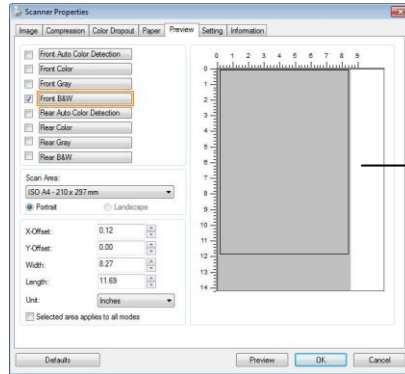 Scanner Properties
Image Compression Color Dropout Paper Preview Setting Information
Front Auto Color Detection
Front Color
Front Gray
Front B&W
Rear Auto Color Detection
Rear Color
Rear Gray
Rear B&W
Scan Area:
ISO A4 - 210 x 297 mm
Portrait Landscape
X-Offset: 0.12
Y-Offset: 0.00
Width: 8.27
Length: 11.69
Unit: Inches
Selected area applies to all modes
0 1 2 3 4 5 6 7 8 9
0
1
2
3
4
5
6
7
8
9
10
11
12
13
14
Defaults Preview OK Cancel